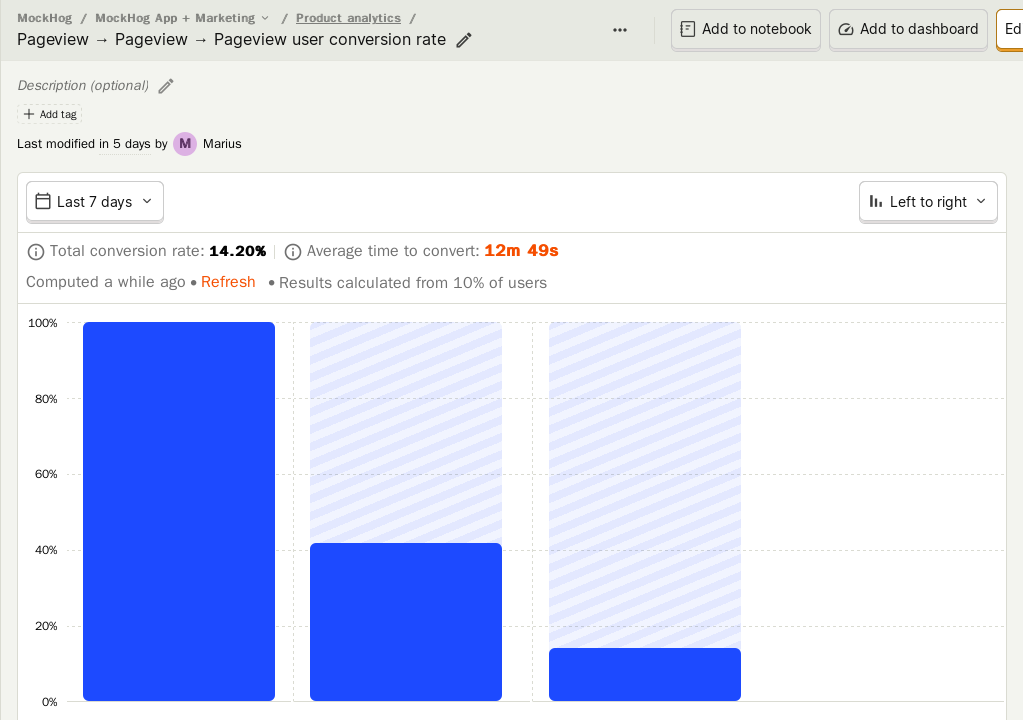 MockHog / MockHog App + Marketing / Product analytics /
Pageview → Pageview → Pageview user conversion rate
Add to notebook
Add to dashboard
Ed
Description (optional)
Add tag
Last modified in 5 days by M Marius
Last 7 days
Left to right
Total conversion rate: 14.20%
Average time to convert: 12m 49s
Computed a while ago • Refresh • Results calculated from 10% of users
100%
80%
60%
40%
20%
0%